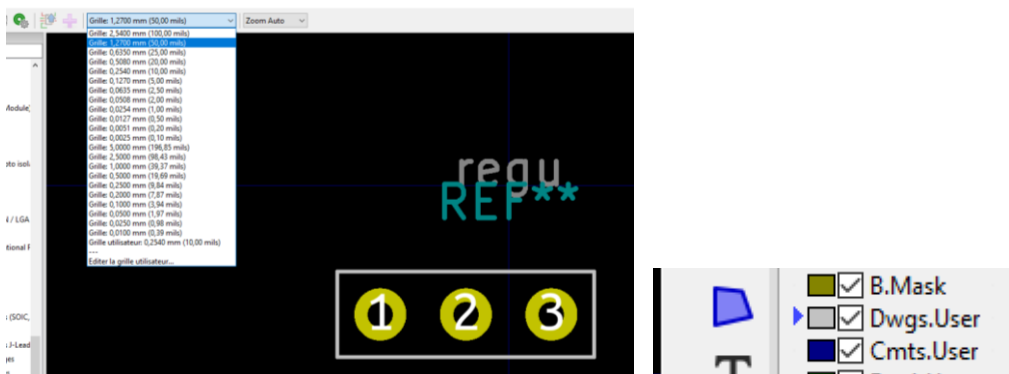 Grille: 1,2700 mm (50,00 mils)
Zoom Auto
Grille: 2,5400 mm (100,00 mils)
Grille: 1,2700 mm (50,00 mils)
Grille: 0,6350 mm (25,00 mils)
Grille: 0,5080 mm (20,00 mils)
Grille: 0,2540 mm (10,00 mils)
Grille: 0,1270 mm (5,00 mils)
Grille: 0,0635 mm (2,50 mils)
Grille: 0,0508 mm (2,00 mils)
Grille: 0,0254 mm (1,00 mils)
Grille: 0,0127 mm (0,50 mils)
Grille: 0,0051 mm (0,20 mils)
Grille: 0,0025 mm (0,10 mils)
Grille: 5,0000 mm (196,85 mils)
Grille: 2,5000 mm (98,43 mils)
Grille: 1,0000 mm (39,37 mils)
Grille: 0,5000 mm (19,69 mils)
Grille: 0,2500 mm (9,84 mils)
Grille: 0,2000 mm (7,87 mils)
Grille: 0,1000 mm (3,94 mils)
Grille: 0,0500 mm (1,97 mils)
Grille: 0,0250 mm (0,98 mils)
Grille: 0,0100 mm (0,39 mils)
Grille utilisateur: 0,2540 mm (10,00 mils)
----
Editer la grille utilisateur...
Module)
oto isol
N / LGA
tional F
s (SOIC,
s J-Lead
ges
regu
REF**
1 2 3
T
B.Mask
Dwgs.User
Cmts.User